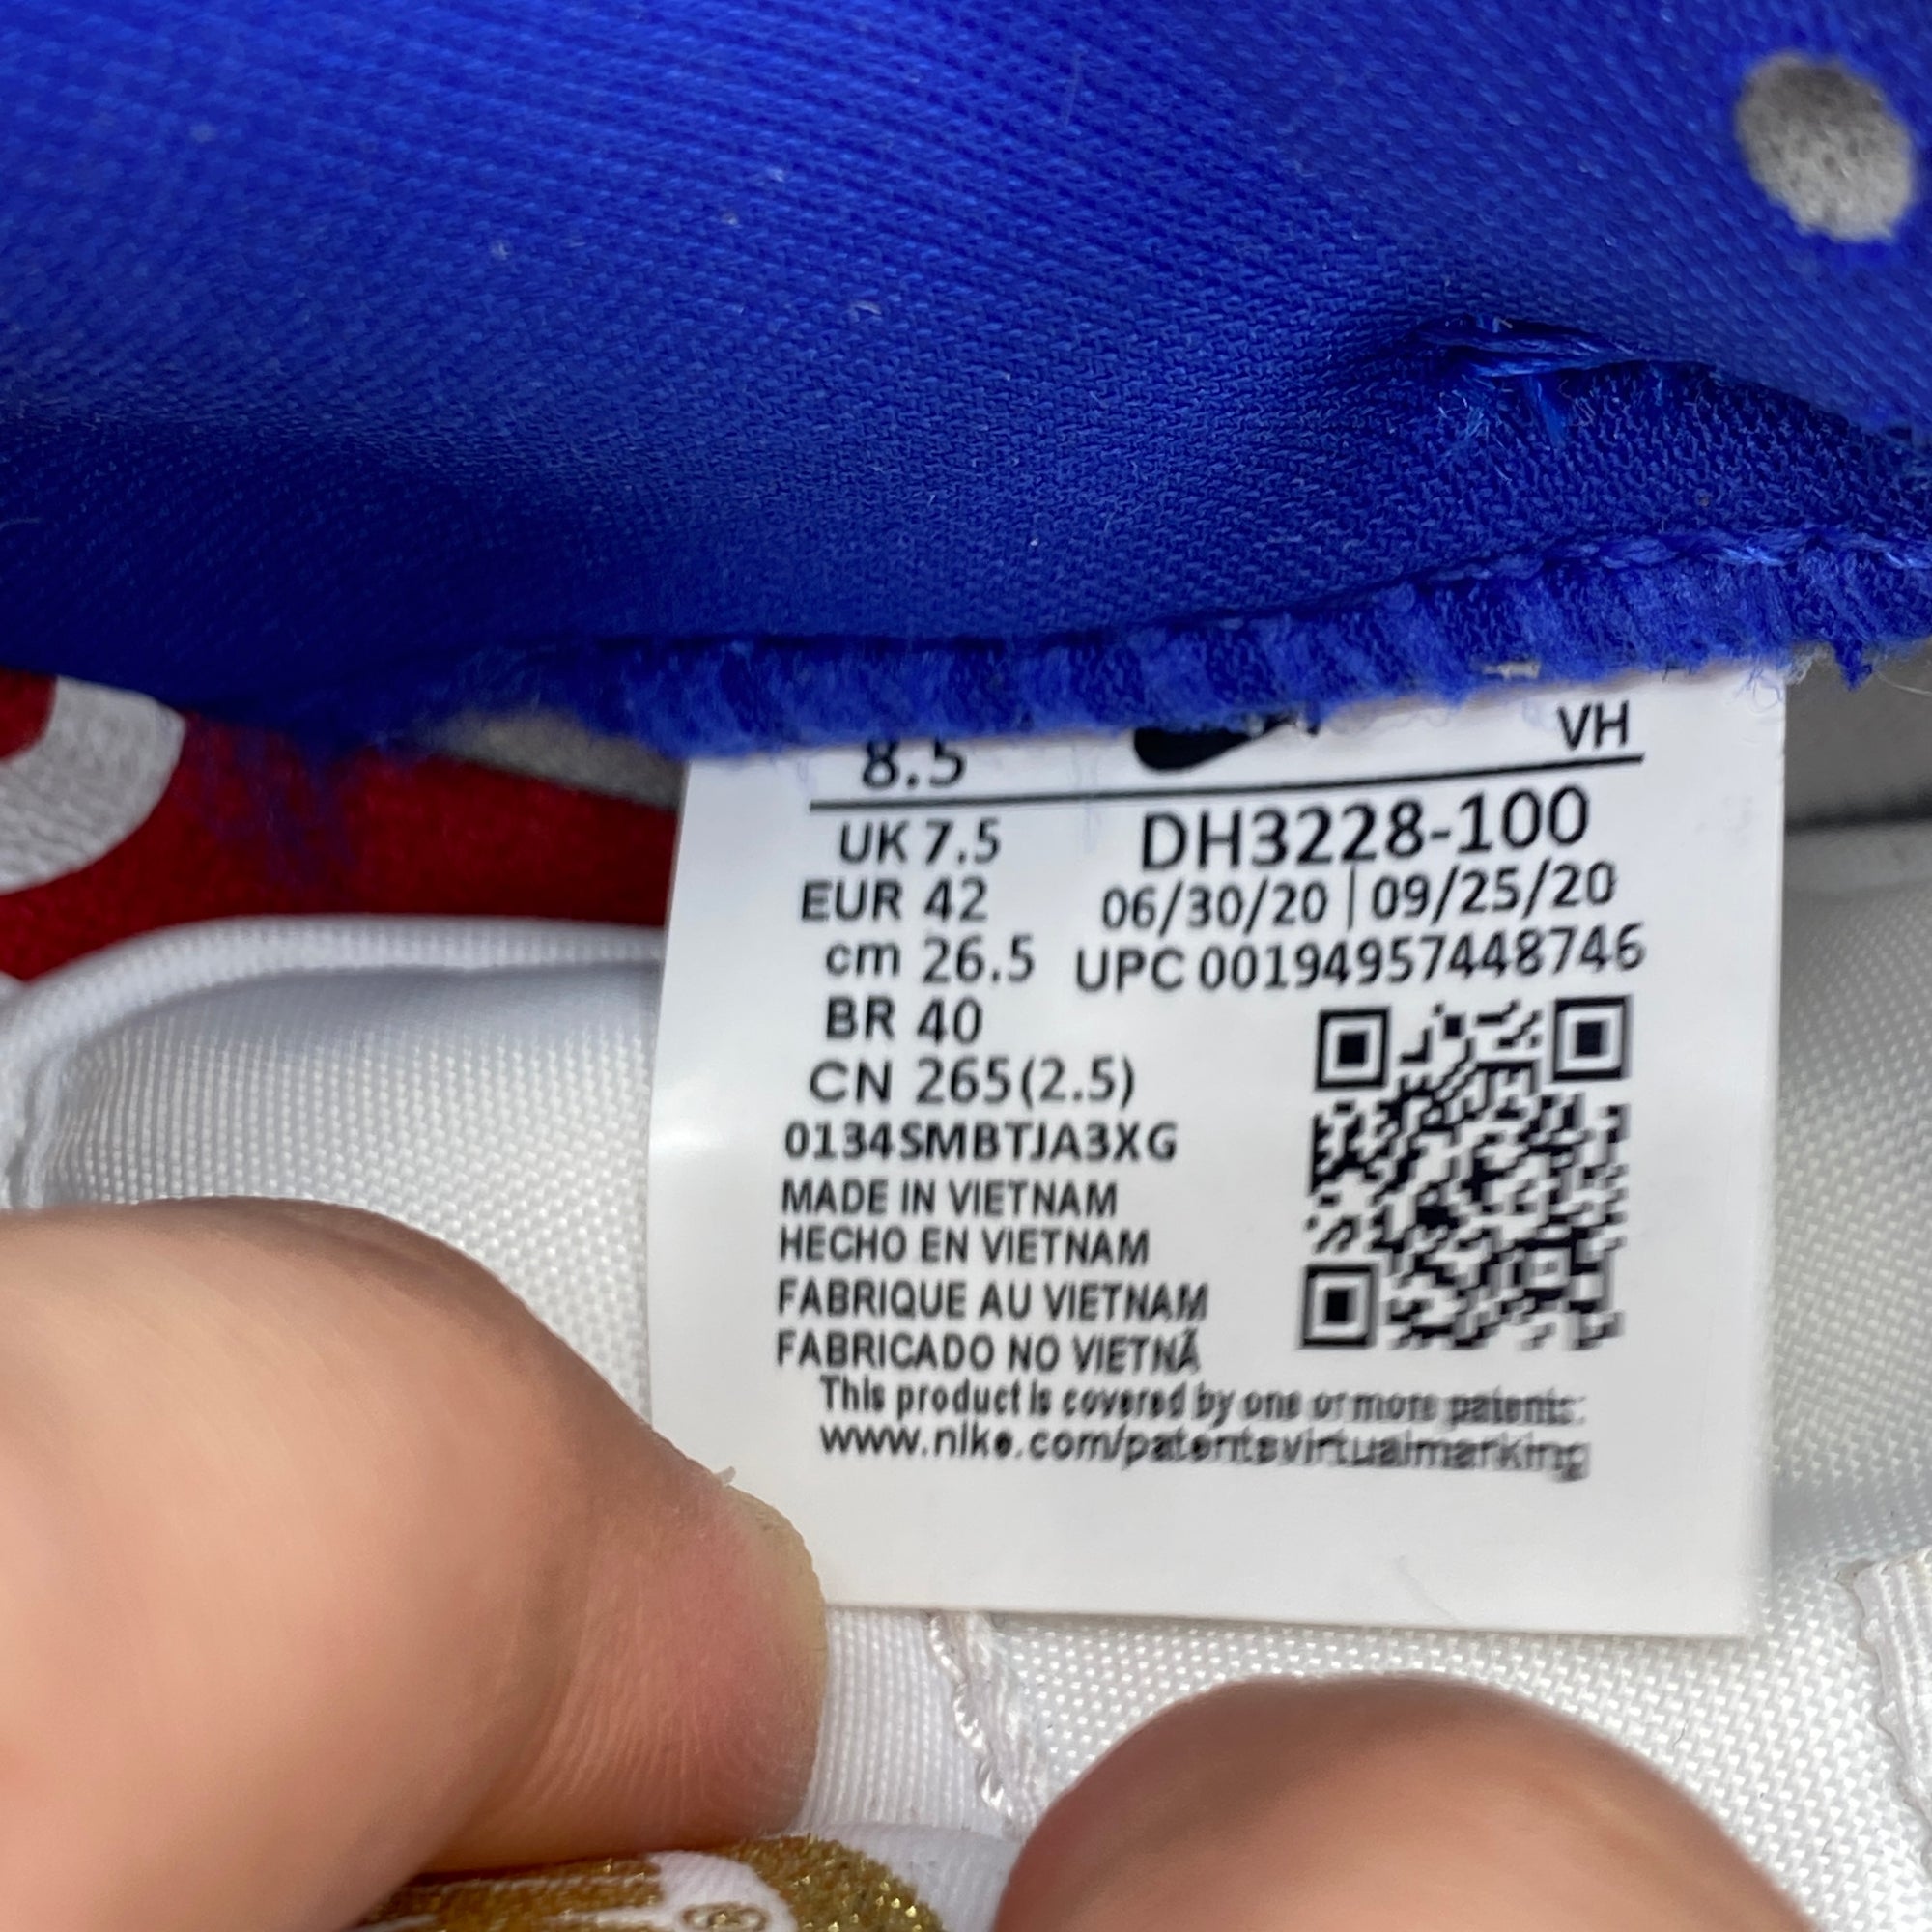 8.5
VH
UK 7.5
DH3228-100
EUR 42
06/30/20 | 09/25/20
cm 26.5
UPC 00194957448746
BR 40
CN 265(2.5)
0134SMBTJA3XG
MADE IN VIETNAM
HECHO EN VIETNAM
FABRIQUE AU VIETNAM
FABRICADO NO VIETNÃ
This product is covered by one or more patents:
www.nike.com/patentsvirtualmarking
®